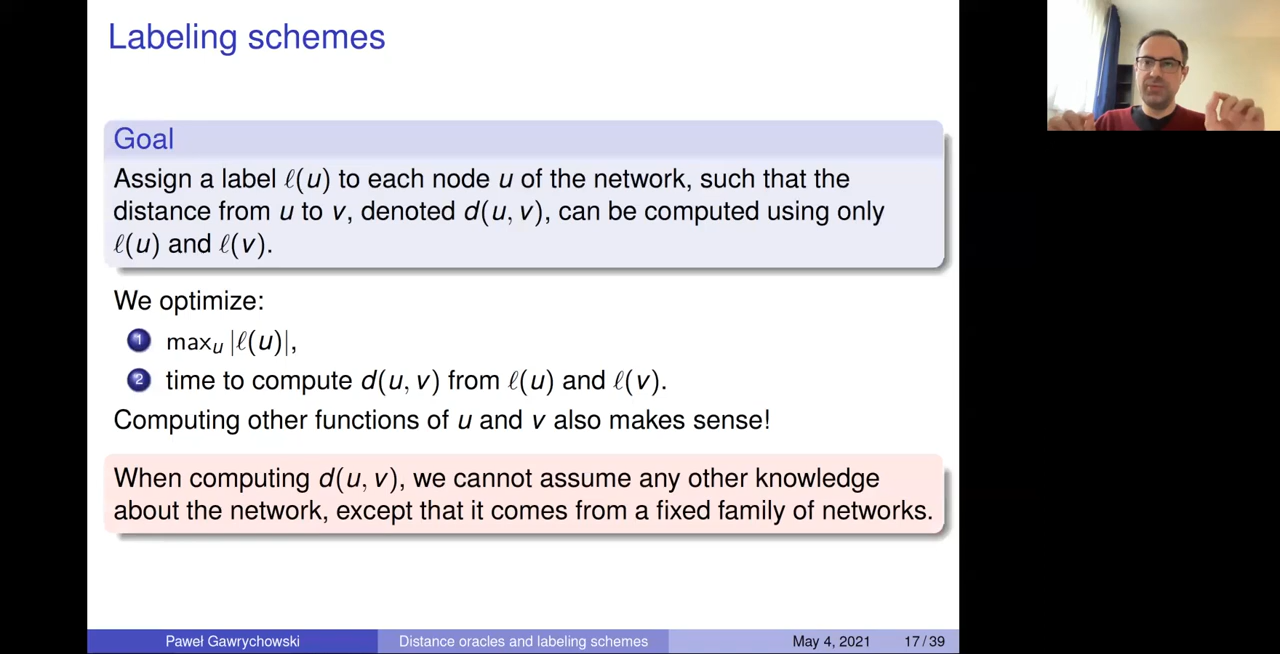 Labeling schemes
Goal
Assign a label ℓ(u) to each node u of the network, such that the
distance from u to v, denoted d(u, v), can be computed using only
ℓ(u) and ℓ(v).
We optimize:
1 maxᵤ |ℓ(u)|,
2 time to compute d(u, v) from ℓ(u) and ℓ(v).
Computing other functions of u and v also makes sense!
When computing d(u, v), we cannot assume any other knowledge
about the network, except that it comes from a fixed family of networks.
Paweł Gawrychowski Distance oracles and labeling schemes May 4, 2021 17 / 39